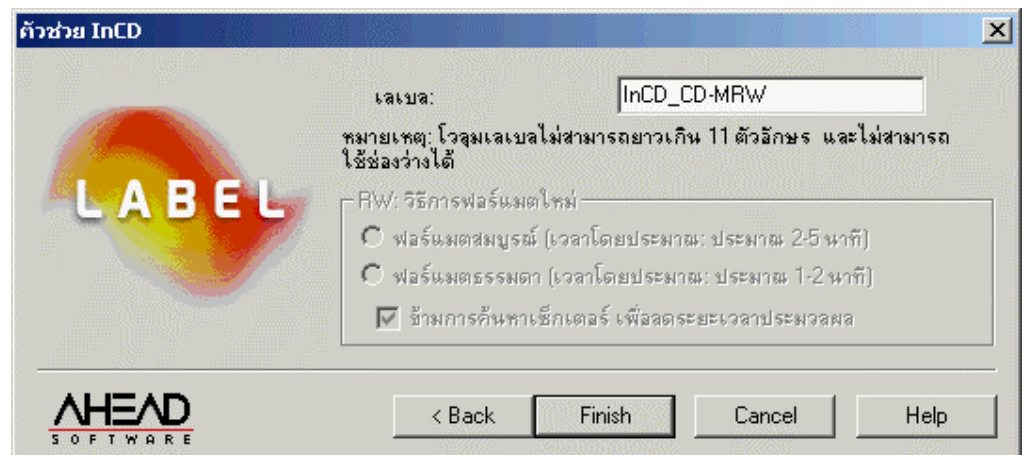 ตัวช่วย InCD
เลเบล:
InCD_CD-MRW
หมายเหตุ: โวลุมเลเบลไม่สามารถยาวเกิน 11 ตัวอักษร และไม่สามารถ
ใช้ช่องว่างได้
LABEL
RW: วิธีการฟอร์แมตใหม่
ฟอร์แมตสมบูรณ์ (เวลาโดยประมาณ: ประมาณ 2-5 นาที)
ฟอร์แมตธรรมดา (เวลาโดยประมาณ: ประมาณ 1-2 นาที)
ข้ามการค้นหาเซ็กเตอร์ เพื่อลดระยะเวลาประมวลผล
AHEAD
SOFTWARE
< Back
Finish
Cancel
Help